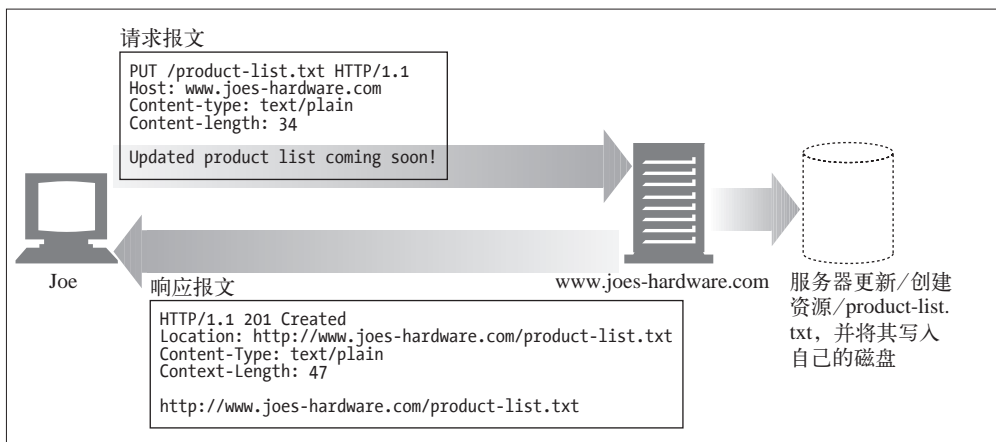 请求报文
PUT /product-list.txt HTTP/1.1
Host: www.joes-hardware.com
Content-type: text/plain
Content-length: 34
Updated product list coming soon!
Joe
www.joes-hardware.com
服务器更新/创建
资源/product-list.
txt，并将其写入
自己的磁盘
响应报文
HTTP/1.1 201 Created
Location: http://www.joes-hardware.com/product-list.txt
Content-Type: text/plain
Context-Length: 47
http://www.joes-hardware.com/product-list.txt